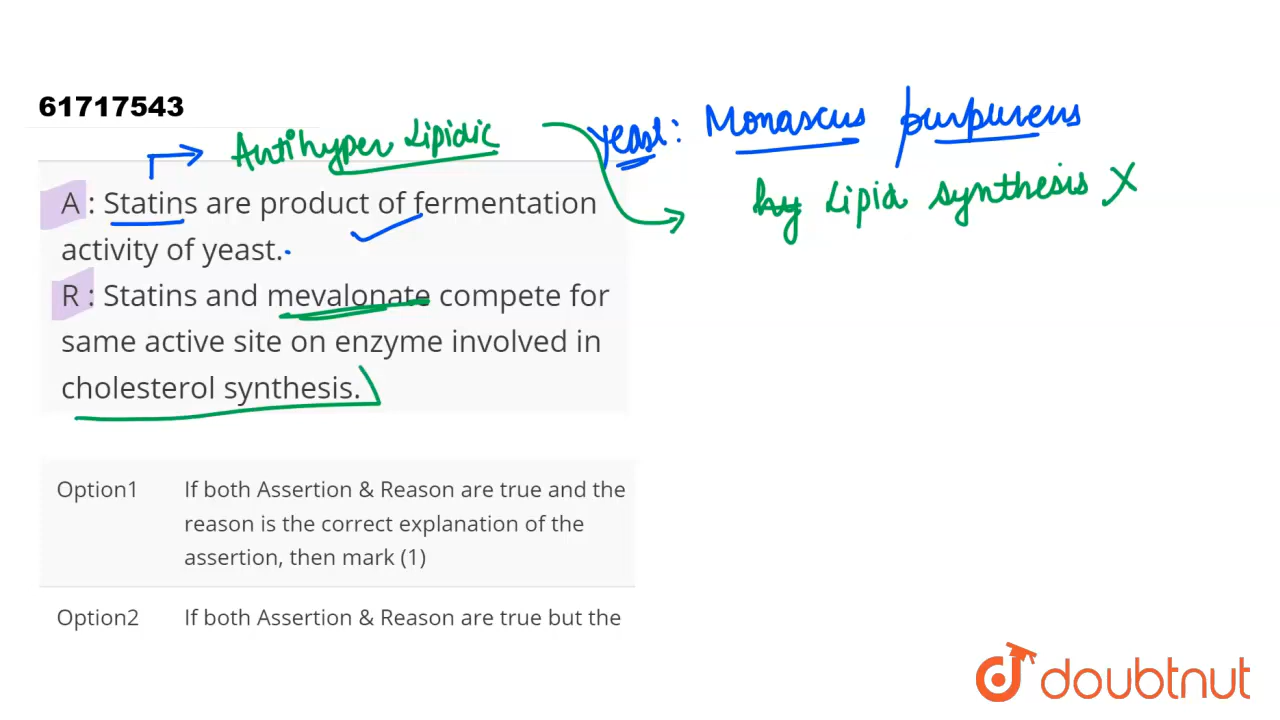 61717543
Antihyper Lipidic
yeast: Monascus purpureus
by Lipid synthesis X
A : Statins are product of fermentation
activity of yeast.
R : Statins and mevalonate compete for
same active site on enzyme involved in
cholesterol synthesis.
Option1 If both Assertion & Reason are true and the
reason is the correct explanation of the
assertion, then mark (1)
Option2 If both Assertion & Reason are true but the
doubtnut